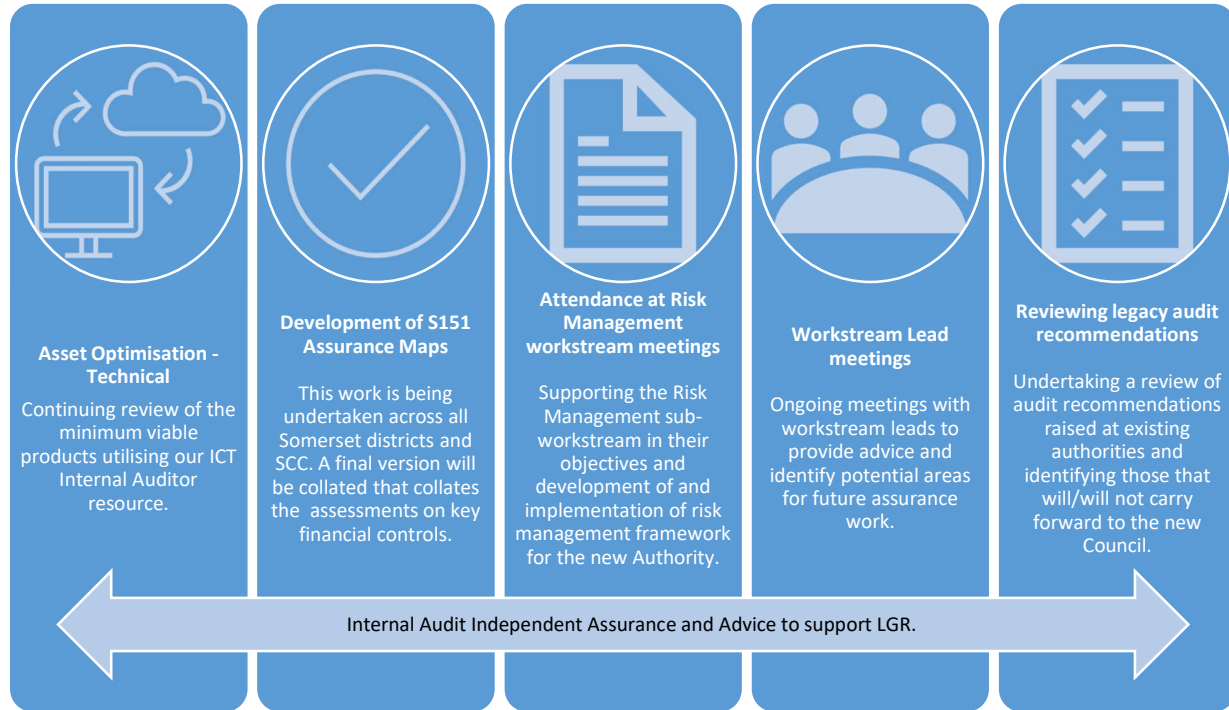 Asset Optimisation -
Technical
Continuing review of the
minimum viable
products utilising our ICT
Internal Auditor
resource.
Development of S151
Assurance Maps
This work is being
undertaken across all
Somerset districts and
SCC. A final version will
be collated that collates
the assessments on key
financial controls.
Attendance at Risk
Management
workstream meetings
Supporting the Risk
Management sub-
workstream in their
objectives and
development of and
implementation of risk
management framework
for the new Authority.
Workstream Lead
meetings
Ongoing meetings with
workstream leads to
provide advice and
identify potential areas
for future assurance
work.
Reviewing legacy audit
recommendations
Undertaking a review of
audit recommendations
raised at existing
authorities and
identifying those that
will/will not carry
forward to the new
Council.
Internal Audit Independent Assurance and Advice to support LGR.